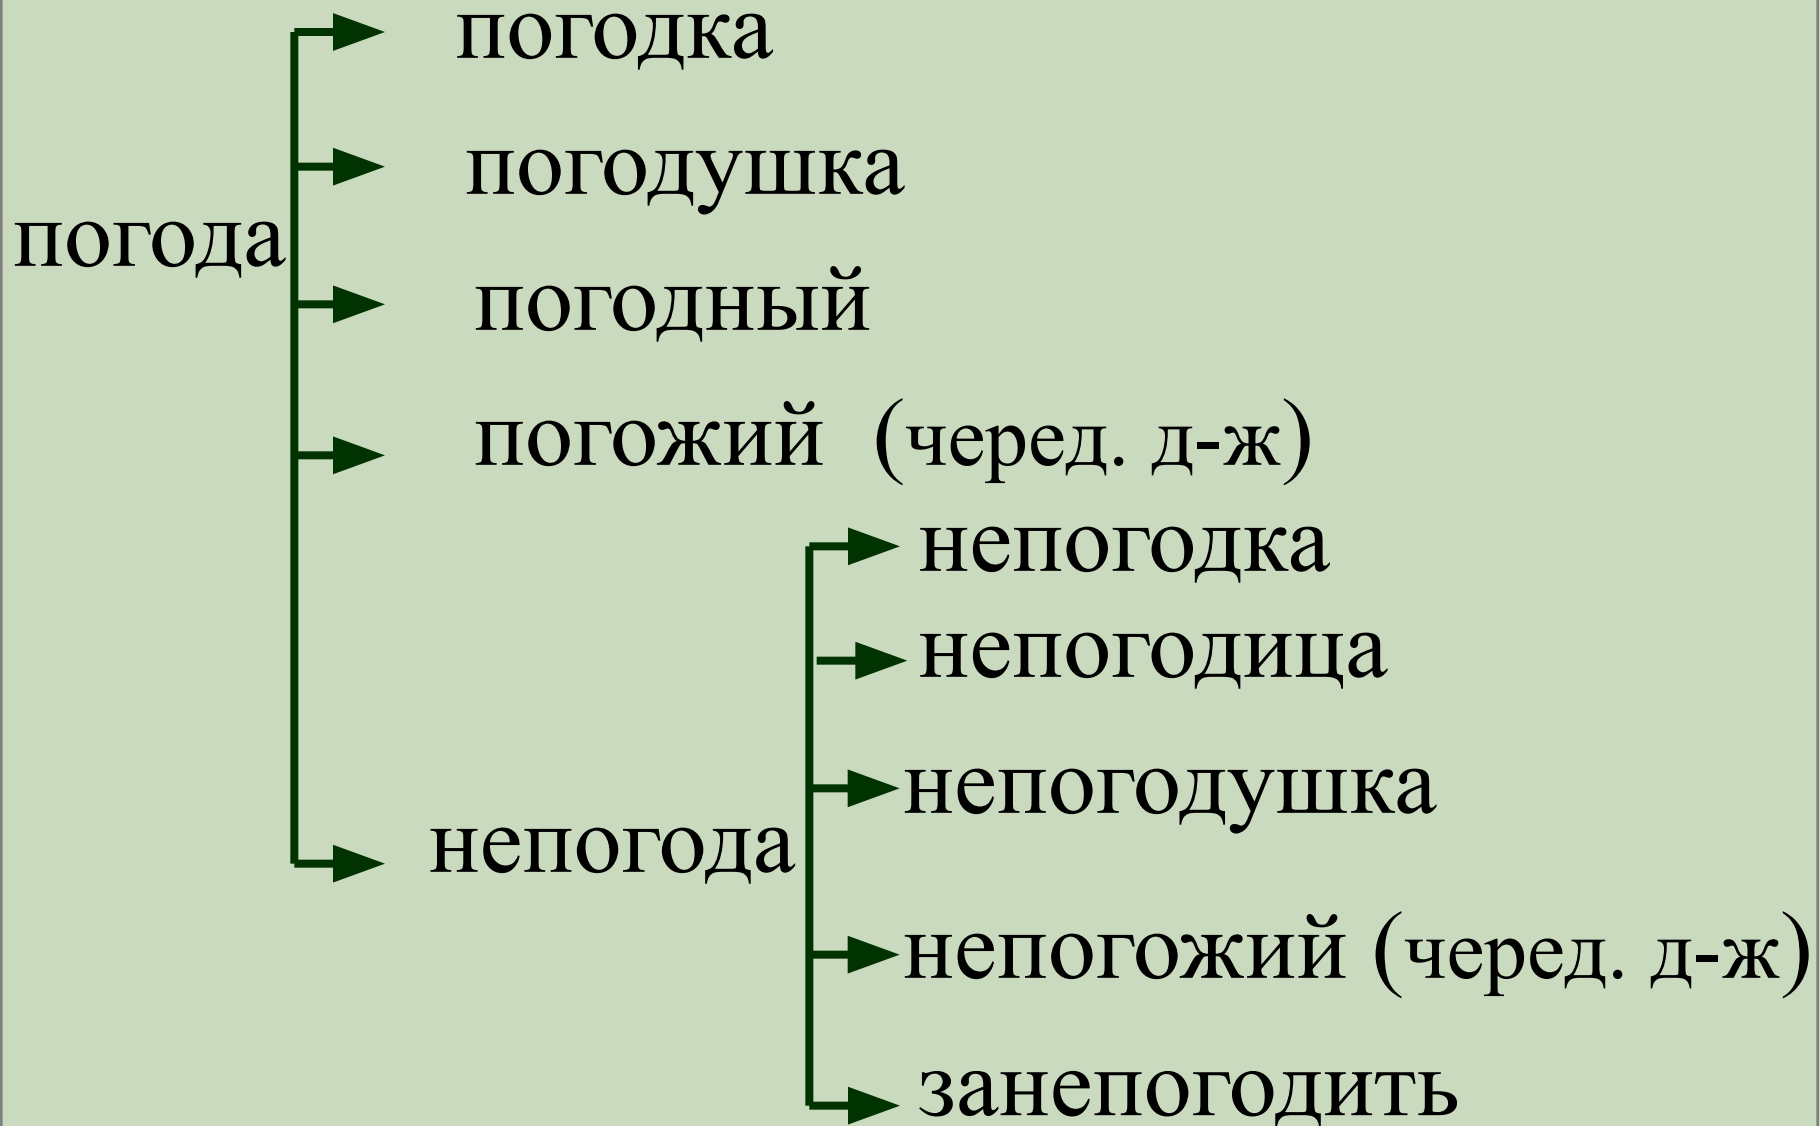 погодка
погодушка
погода
погодный
погожий (черед. д-ж)
непогодка
непогодица
непогодушка
непогода
непогожий (черед. д-ж)
занепогодить